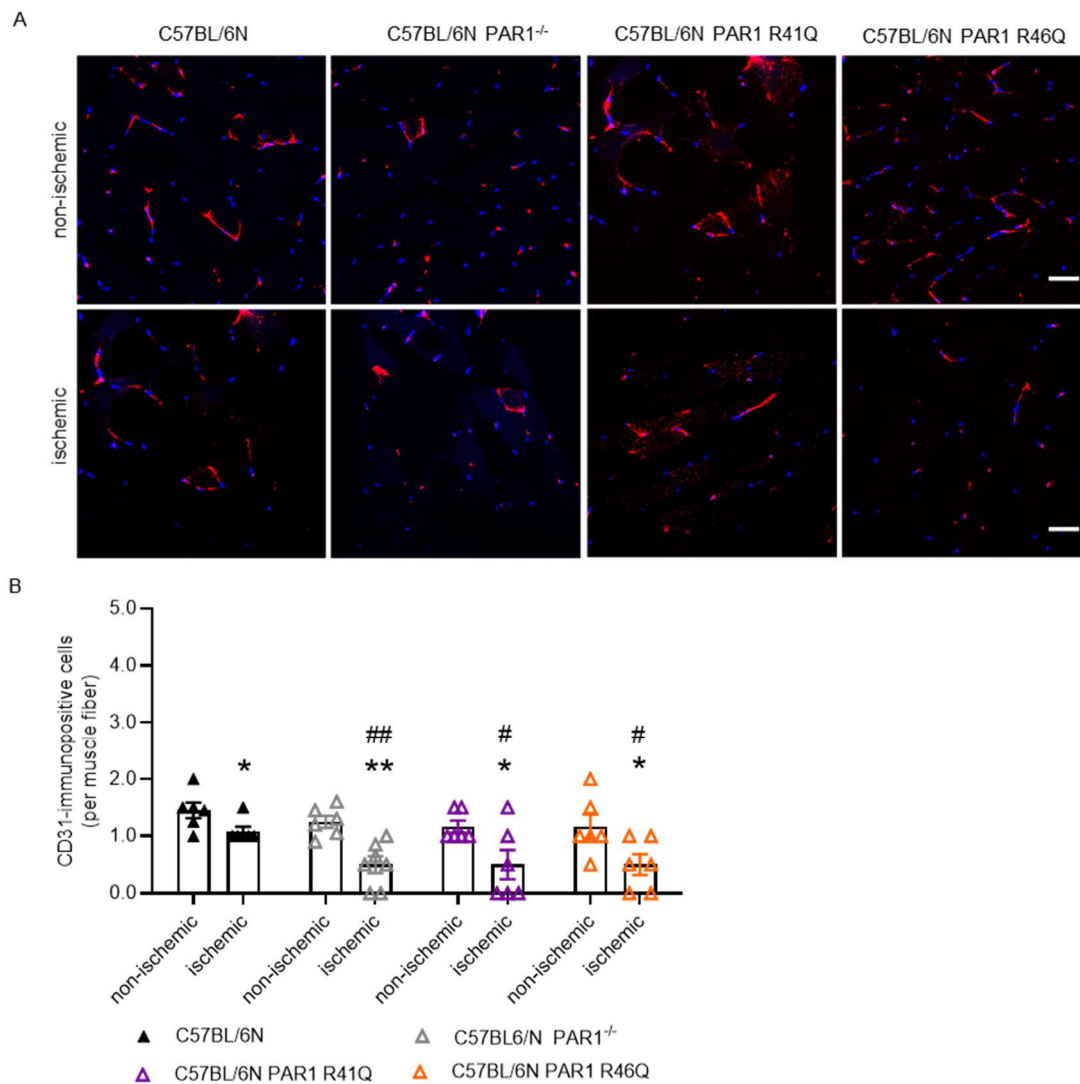 A
C57BL/6N
C57BL/6N PAR1-/-
C57BL/6N PAR1 R41Q
C57BL/6N PAR1 R46Q
non-ischemic
ischemic
B
CD31-immunopositive cells
(per muscle fiber)
5.0
4.0
3.0
2.0
1.0
0.0
*
##
**
#
*
#
*
non-ischemic
ischemic
non-ischemic
ischemic
non-ischemic
ischemic
non-ischemic
ischemic
C57BL/6N
C57BL6/N PAR1-/-
C57BL/6N PAR1 R41Q
C57BL/6N PAR1 R46Q